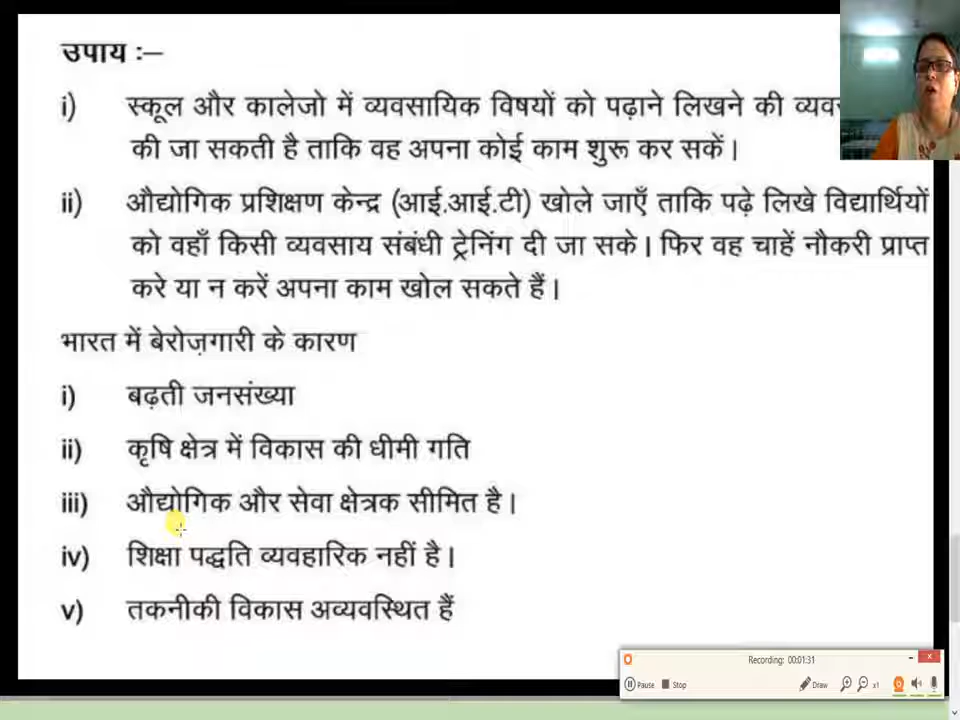 उपाय :–
i) स्कूल और कालेजो में व्यवसायिक विषयों को पढ़ाने लिखने की
की जा सकती है ताकि वह अपना कोई काम शुरू कर सकें।
ii) औद्योगिक प्रशिक्षण केन्द्र (आई.आई.टी) खोले जाएँ ताकि पढ़े लिखे विद्यार्थियों
को वहाँ किसी व्यवसाय संबंधी ट्रेनिंग दी जा सके। फिर वह चाहें नौकरी प्राप्त
करे या न करें अपना काम खोल सकते हैं।
भारत में बेरोज़गारी के कारण
i) बढ़ती जनसंख्या
ii) कृषि क्षेत्र में विकास की धीमी गति
iii) औद्योगिक और सेवा क्षेत्रक सीमित है।
iv) शिक्षा पद्धति व्यवहारिक नहीं है।
v) तकनीकी विकास अव्यवस्थित हैं
Recording: 00:01:31
Pause Stop Draw x1